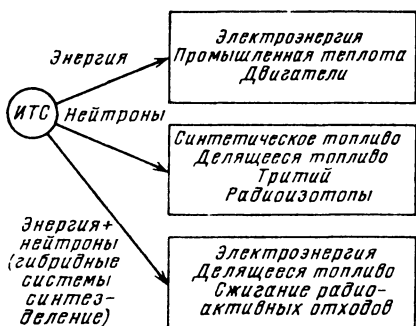 Энергия
Электроэнергия
Промышленная теплота
Двигатели
ИТС
Нейтроны
Синтетическое топливо
Делящееся топливо
Тритий
Радиоизотопы
Энергия+
нейтроны
(гибридные
системы
синтез-
деление)
Электроэнергия
Делящееся топливо
Сжигание радио-
активных отходов